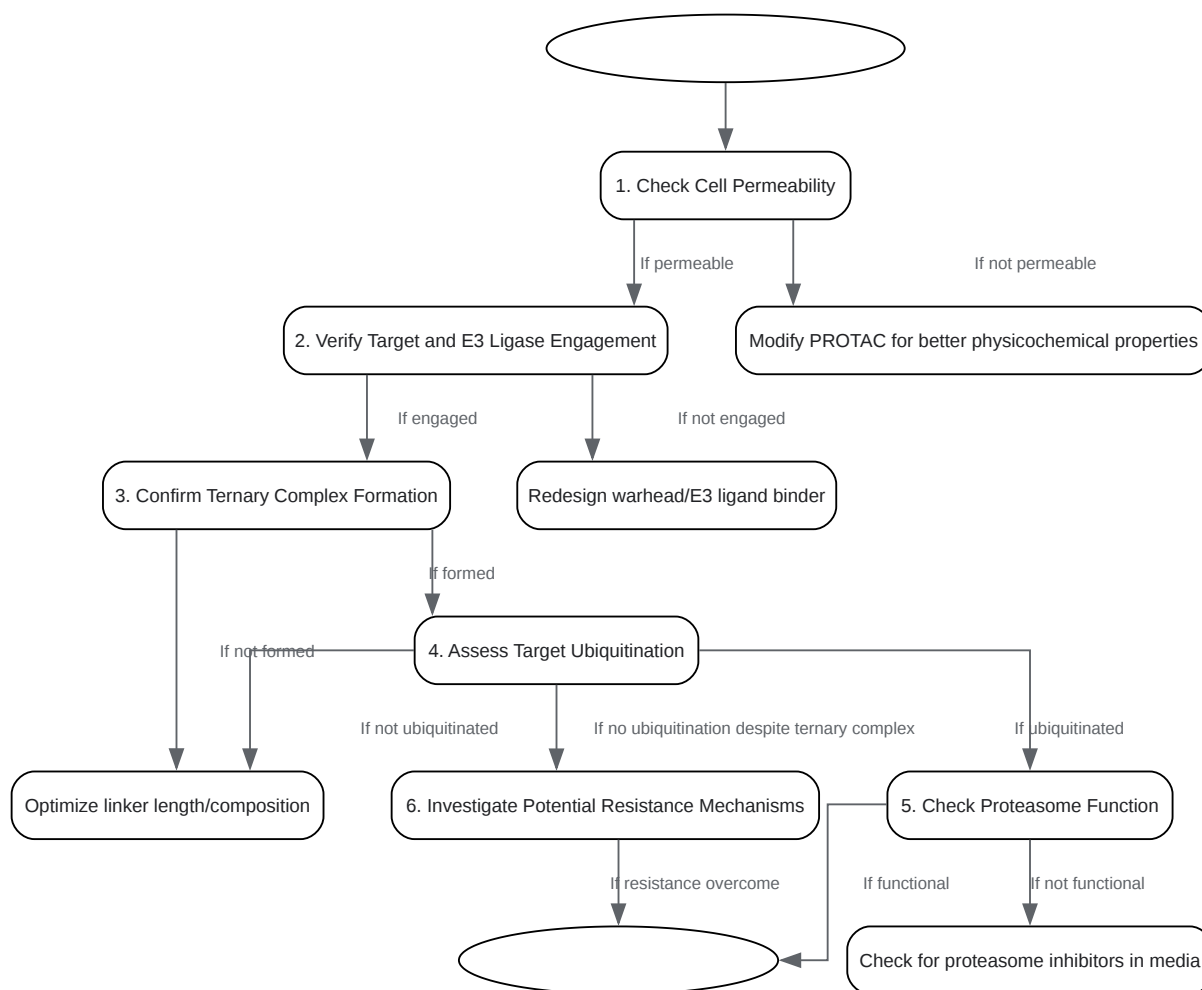 1. Check Cell Permeability
If permeable
If not permeable
2. Verify Target and E3 Ligase Engagement
Modify PROTAC for better physicochemical properties
If engaged
If not engaged
3. Confirm Ternary Complex Formation
Redesign warhead/E3 ligand binder
If formed
If not formed
4. Assess Target Ubiquitination
If not ubiquitinated
If no ubiquitination despite ternary complex
If ubiquitinated
Optimize linker length/composition
6. Investigate Potential Resistance Mechanisms
5. Check Proteasome Function
If resistance overcome
If functional
If not functional
Check for proteasome inhibitors in media